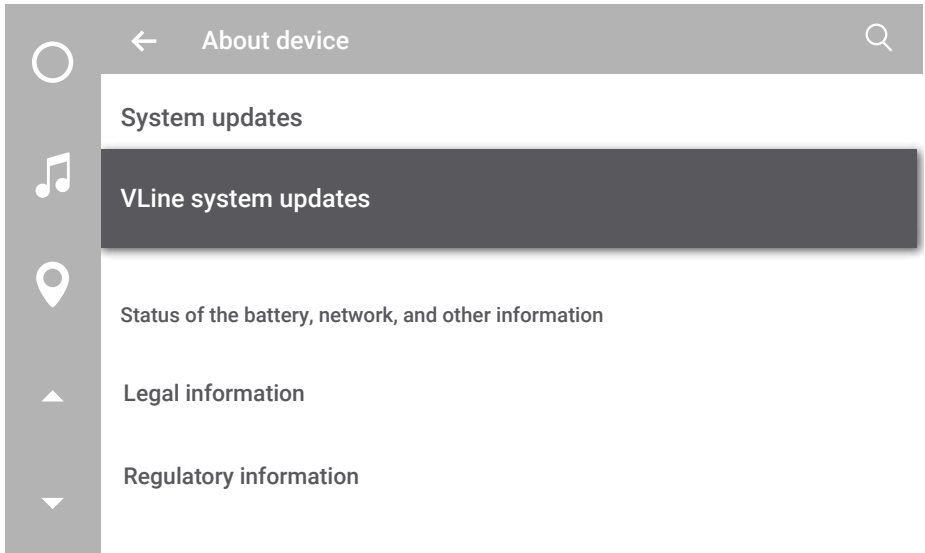 About device
System updates
VLine system updates
Status of the battery, network, and other information
Legal information
Regulatory information